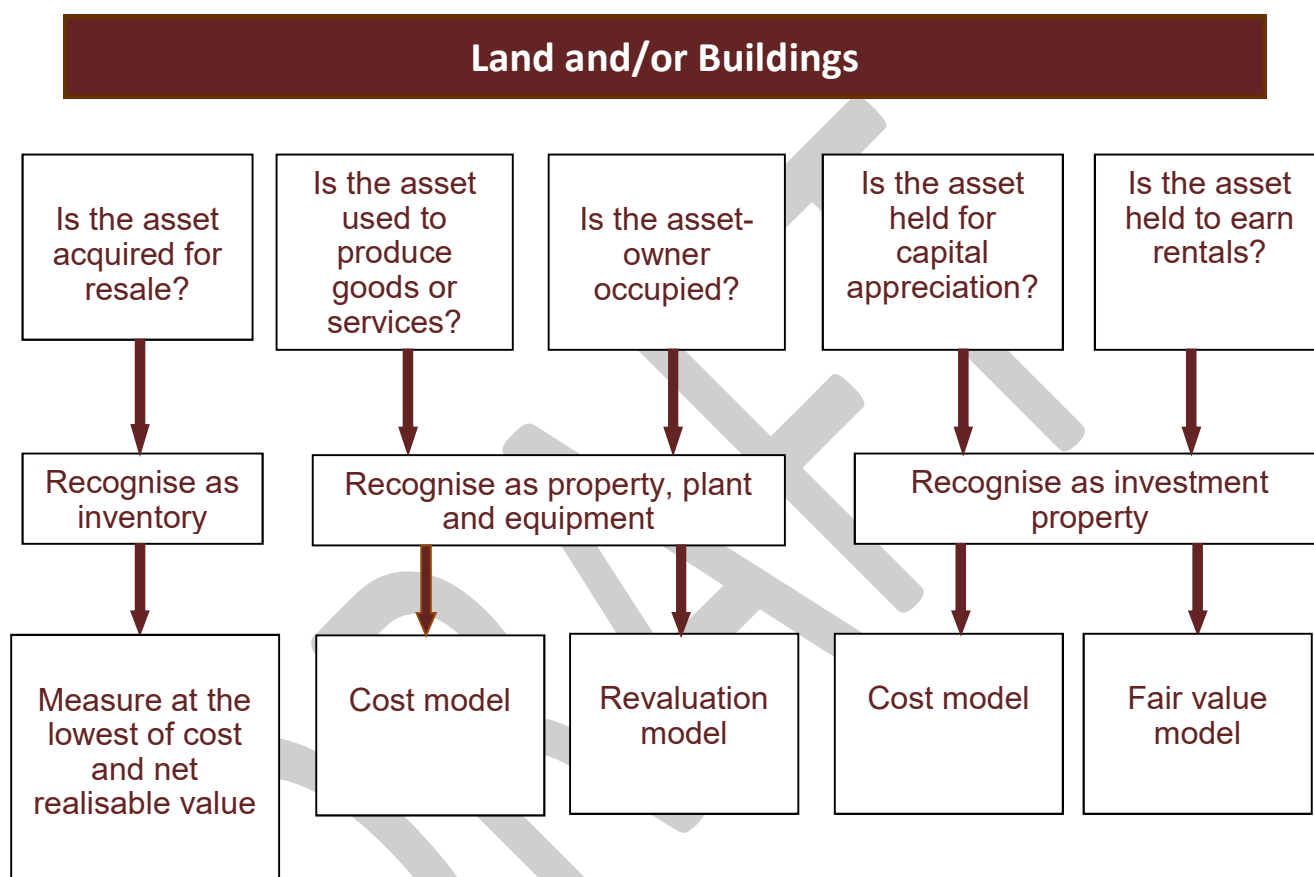 Land and/or Buildings
Is the asset
acquired for
resale?
Is the asset
used to
produce
goods or
services?
Is the asset-
owner
occupied?
Is the asset
held for
capital
appreciation?
Is the asset
held to earn
rentals?
Recognise as
inventory
Recognise as property, plant
and equipment
Recognise as investment
property
Measure at the
lowest of cost
and net
realisable value
Cost model
Revaluation
model
Cost model
Fair value
model
DRAFT